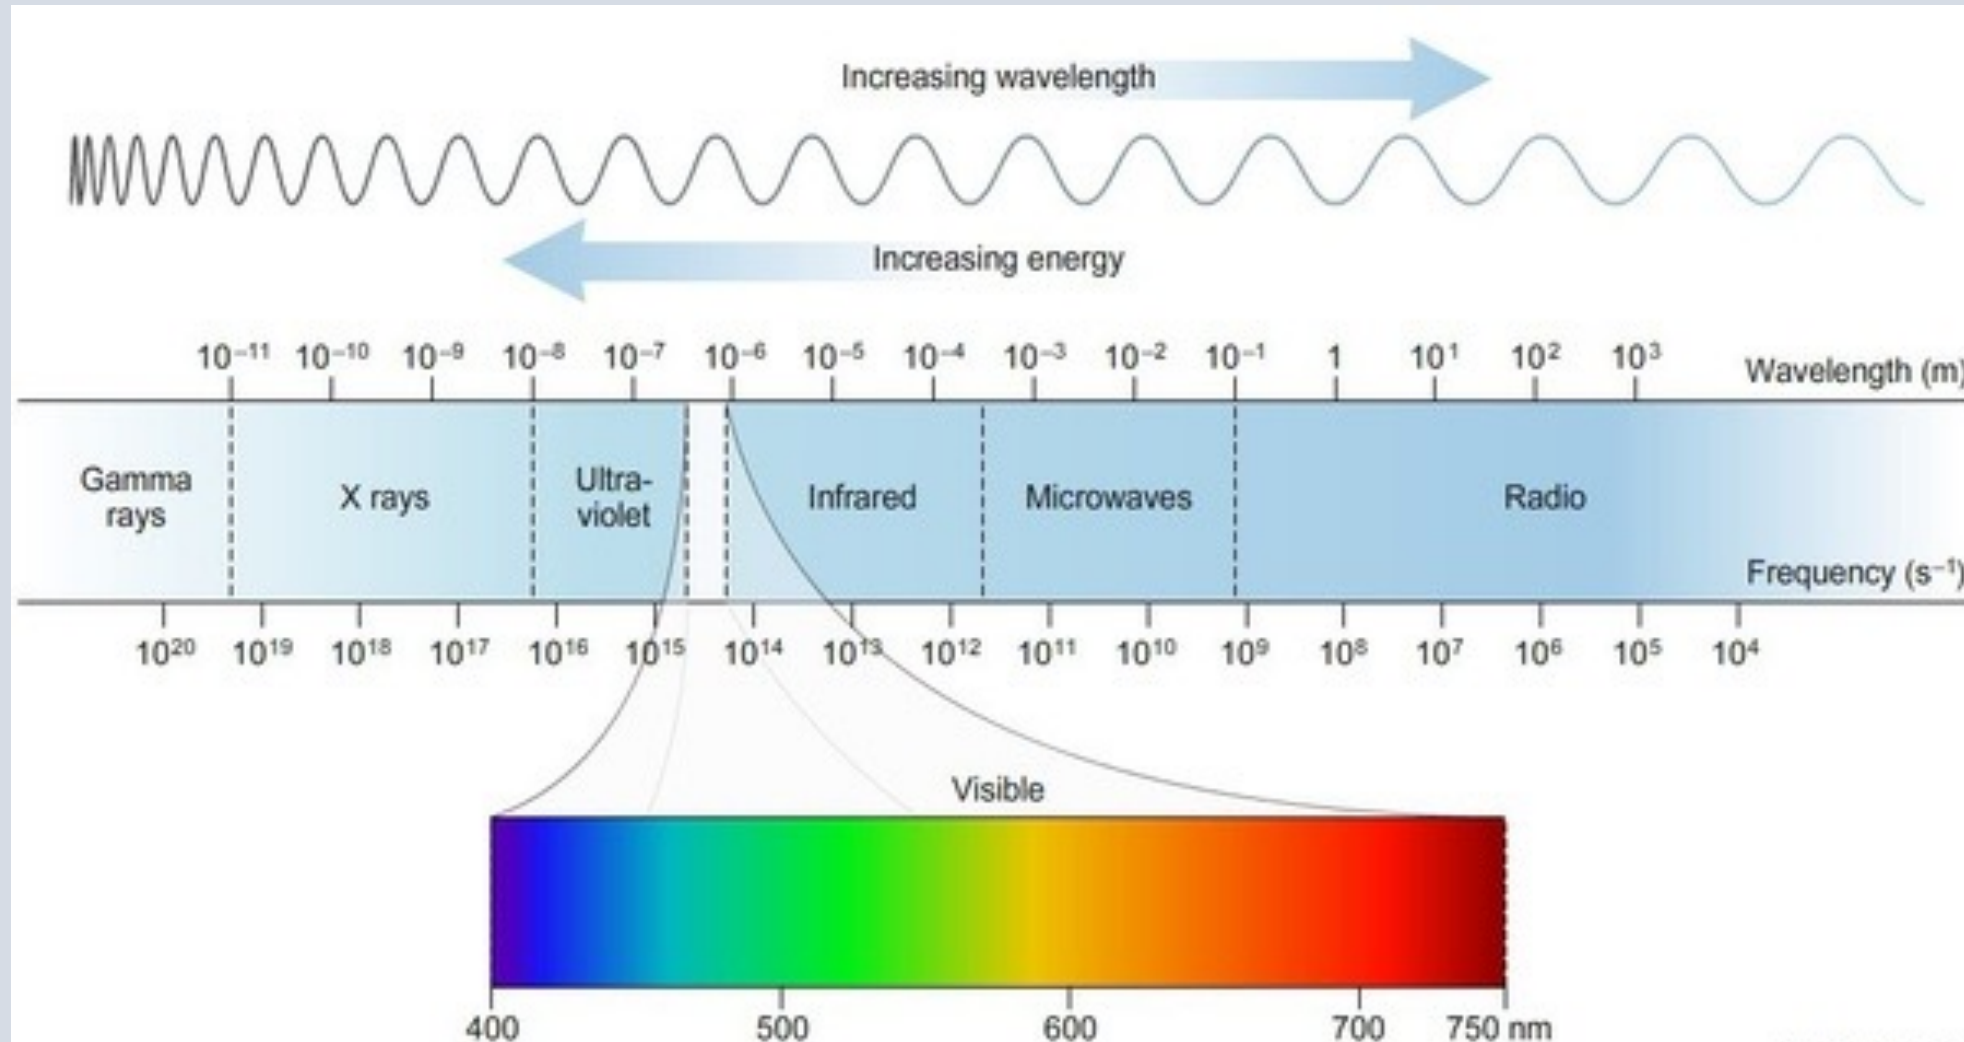 Increasing wavelength
Increasing energy
10⁻¹¹ 10⁻¹⁰ 10⁻⁹ 10⁻⁸ 10⁻⁷ 10⁻⁶ 10⁻⁵ 10⁻⁴ 10⁻³ 10⁻² 10⁻¹ 1 10¹ 10² 10³ Wavelength (m)
Gamma
rays
X rays
Ultra-
violet
Infrared
Microwaves
Radio
Frequency (s⁻¹)
10²⁰ 10¹⁹ 10¹⁸ 10¹⁷ 10¹⁶ 10¹⁵ 10¹⁴ 10¹³ 10¹² 10¹¹ 10¹⁰ 10⁹ 10⁸ 10⁷ 10⁶ 10⁵ 10⁴
Visible
400 500 600 700 750 nm